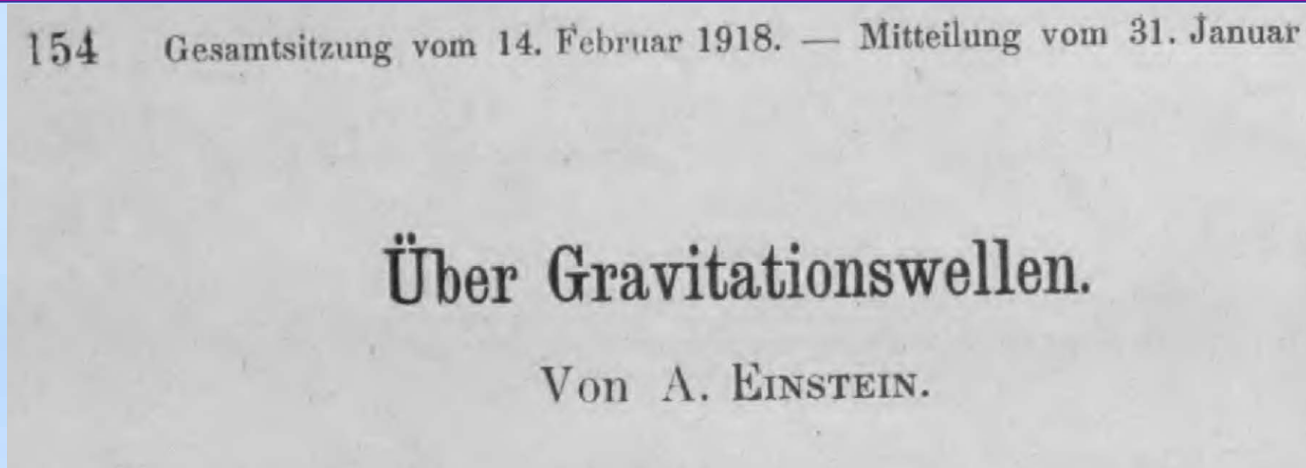 154 Gesamtsitzung vom 14. Februar 1918. — Mitteilung vom 31. Januar
Über Gravitationswellen.
Von A. EINSTEIN.